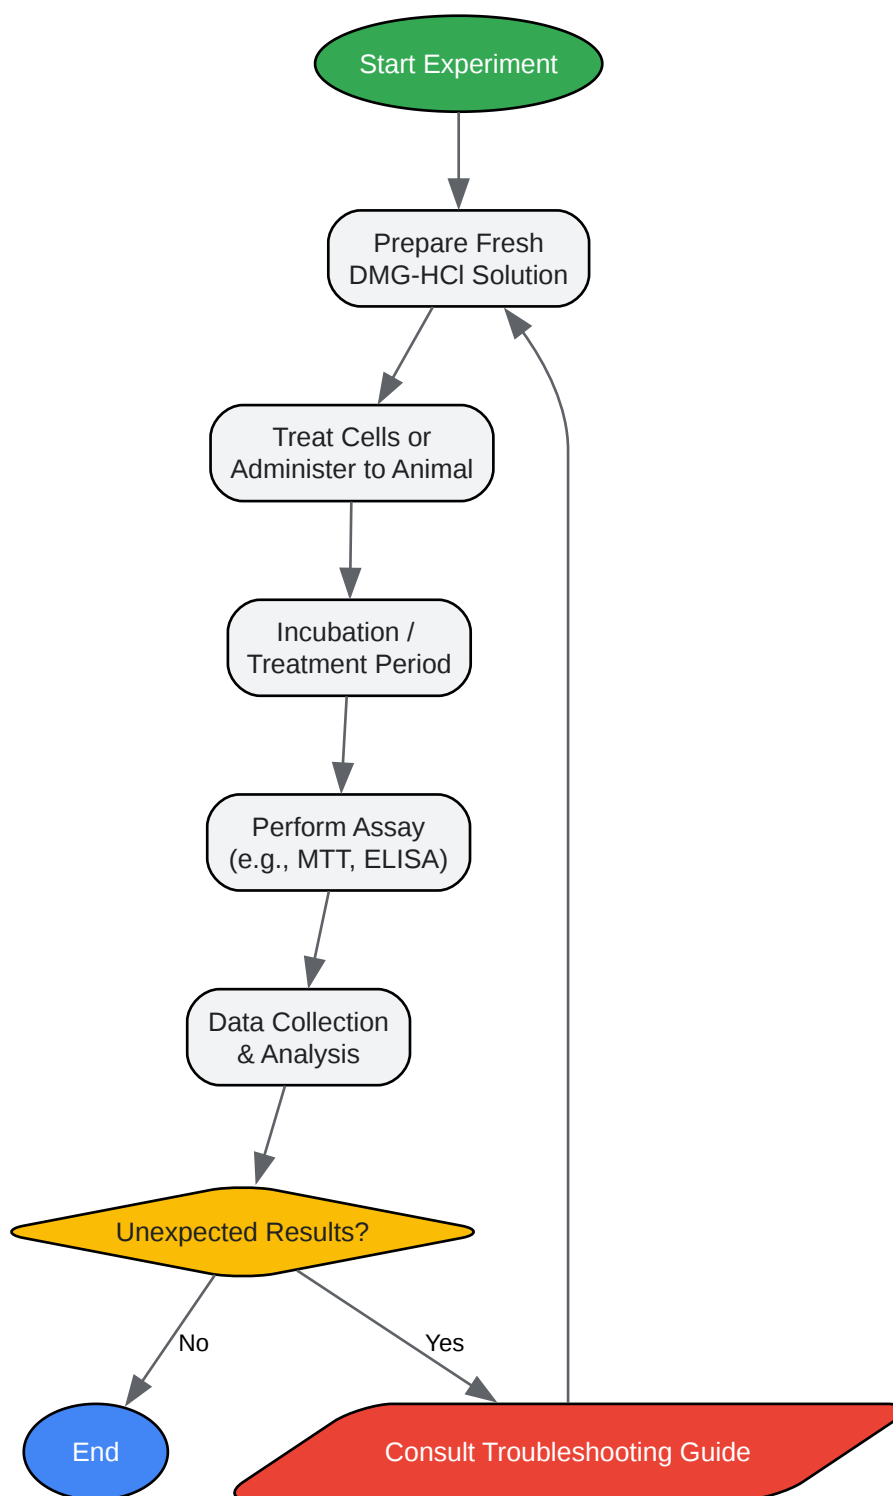 Start Experiment
Prepare Fresh
DMG-HCl Solution
Treat Cells or
Administer to Animal
Incubation /
Treatment Period
Perform Assay
(e.g., MTT, ELISA)
Data Collection
& Analysis
Unexpected Results?
No
Yes
End
Consult Troubleshooting Guide